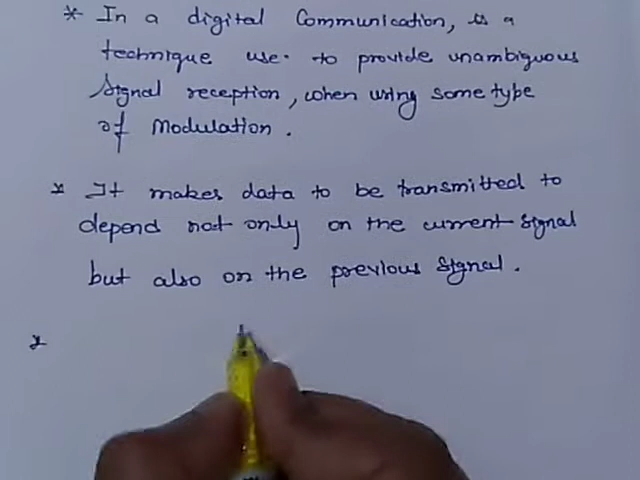 * In a digital Communication, is a
technique use. to provide unambiguous
signal reception, when using some type
of Modulation.
* It makes data to be transmitted to
depend not only on the current signal
but also on the previous signal.
*